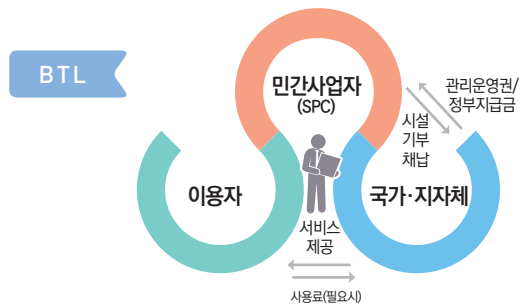 BTL
민간사업자
(SPC)
관리운영권/
정부지급금
시설
기부
채납
이용자
국가·지자체
서비스
제공
사용료(필요시)